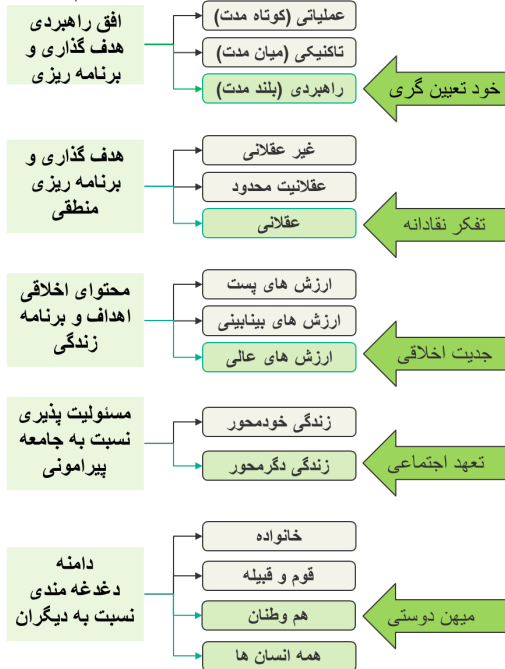 افق راهبردی
هدف گذاری و
برنامه ریزی
عملیاتی (کوتاه مدت)
تاکتیکی (میان مدت)
راهبردی (بلند مدت)
خود تعیین گری
هدف گذاری و
برنامه ریزی
منطقی
غیر عقلانی
عقلانیت محدود
عقلانی
تفکر نقادانه
محتوای اخلاقی
اهداف و برنامه
زندگی
ارزش های پست
ارزش های بینابینی
ارزش های عالی
جدیت اخلاقی
مسئولیت پذیری
نسبت به جامعه
پیرامونی
زندگی خودمحور
زندگی دگرمحور
تعهد اجتماعی
دامنه
دغدغه مندی
نسبت به دیگران
خانواده
قوم و قبیله
هم وطنان
همه انسان ها
میهن دوستی